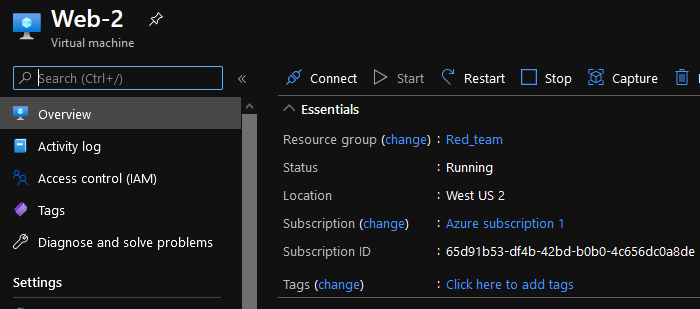 Web-2
Virtual machine
Search (Ctrl+/)
«
Connect Start Restart Stop Capture
Overview
Activity log
Access control (IAM)
Tags
Diagnose and solve problems
Settings
Essentials
Resource group (change) : Red_team
Status : Running
Location : West US 2
Subscription (change) : Azure subscription 1
Subscription ID : 65d91b53-df4b-42bd-b0b0-4c656dc0a8de
Tags (change) : Click here to add tags